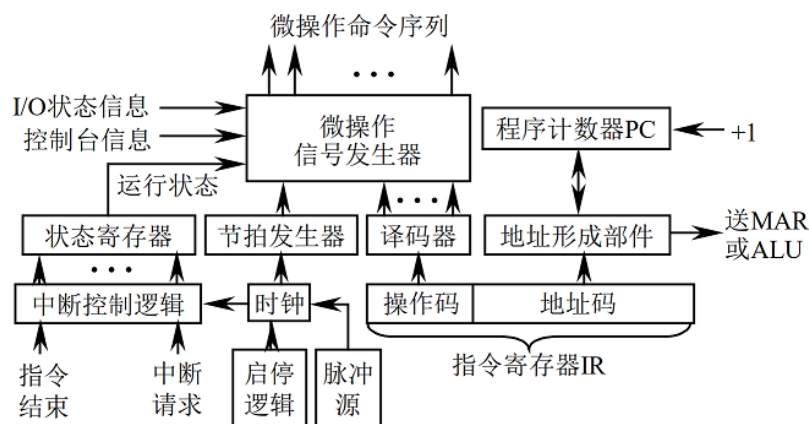 微操作命令序列
I/O状态信息
控制台信息
微操作
信号发生器
程序计数器PC
+1
运行状态
状态寄存器
节拍发生器
译码器
地址形成部件
送MAR
或ALU
中断控制逻辑
时钟
操作码
地址码
指令
结束
中断
请求
启停
逻辑
脉冲
源
指令寄存器IR